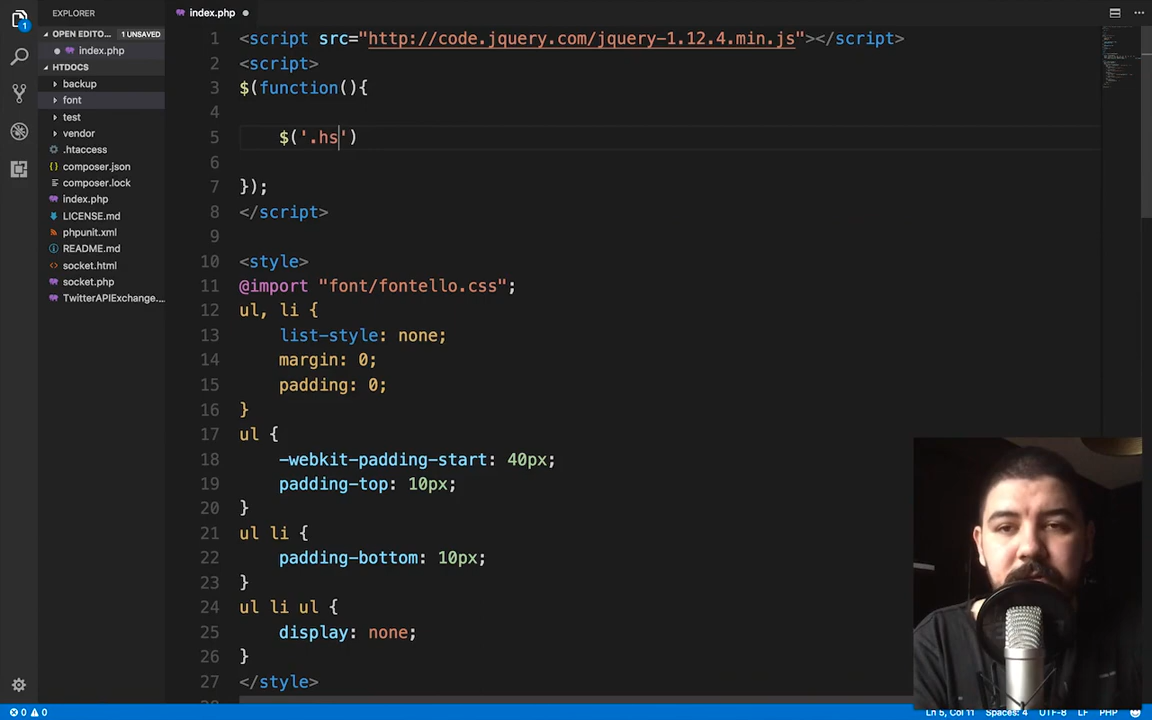 EXPLORER
OPEN EDITO... 1 UNSAVED
index.php
HTDOCS
backup
font
test
vendor
.htaccess
composer.json
composer.lock
index.php
LICENSE.md
phpunit.xml
README.md
socket.html
socket.php
TwitterAPIExchange....
1
index.php
1 <script src="http://code.jquery.com/jquery-1.12.4.min.js"></script>
2 <script>
3 $(function(){
4
5 $('.hs')
6
7 });
8 </script>
9
10 <style>
11 @import "font/fontello.css";
12 ul, li {
13 list-style: none;
14 margin: 0;
15 padding: 0;
16 }
17 ul {
18 -webkit-padding-start: 40px;
19 padding-top: 10px;
20 }
21 ul li {
22 padding-bottom: 10px;
23 }
24 ul li ul {
25 display: none;
26 }
27 </style>
0 0 Ln 5, Col 11 Spaces: 4 UTF-8 LF PHP